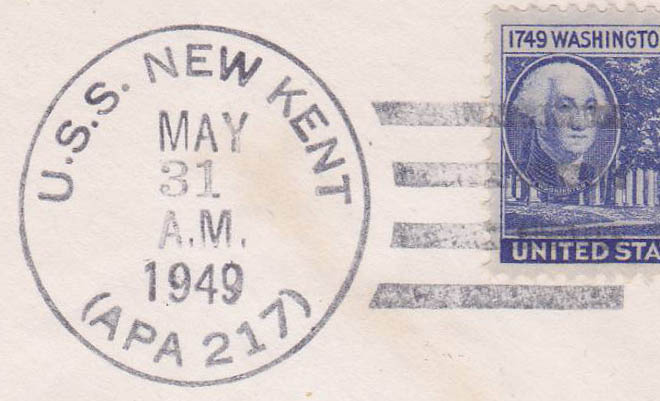 U.S.S. NEW KENT
MAY
31
A.M.
1949
(APA 217)
1749 WASHINGTO
UNITED STA